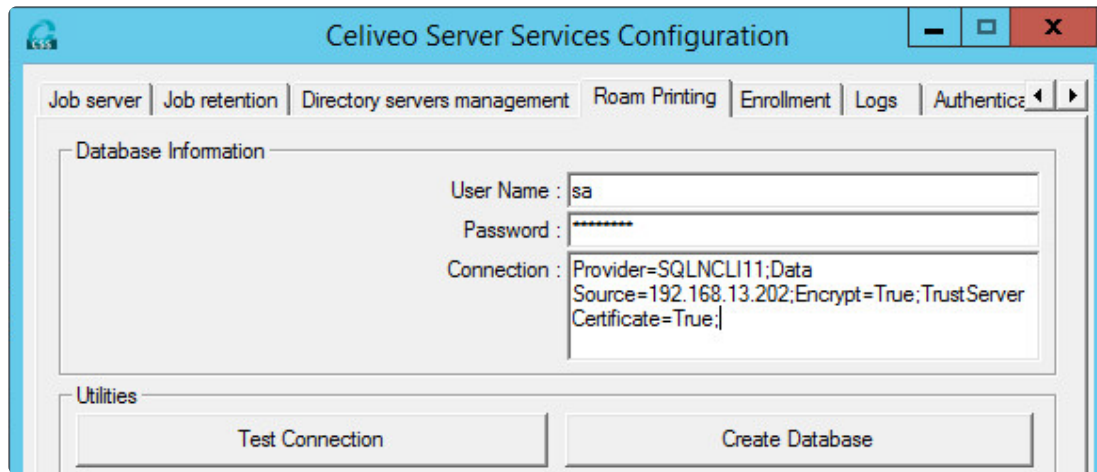 CSS
Celiveo Server Services Configuration
Job server
Job retention
Directory servers management
Roam Printing
Enrollment
Logs
Authentica
Database Information
User Name : sa
Password : ********
Connection : Provider=SQLNCLI11;Data
Source=192.168.13.202;Encrypt=True;TrustServer
Certificate=True;
Utilities
Test Connection
Create Database